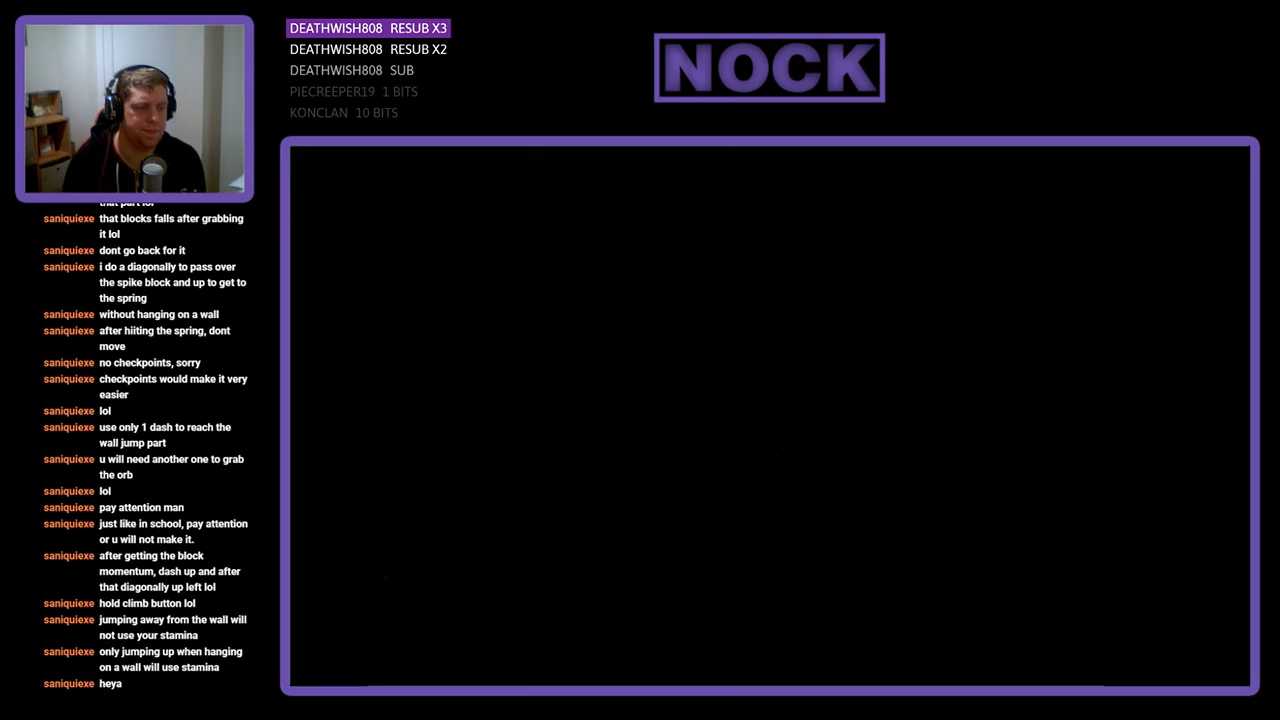 DEATHWISH808 RESUB X3
DEATHWISH808 RESUB X2
DEATHWISH808 SUB
PIECREEPER19 1 BITS
KONCLAN 10 BITS
NOCK
that part lol
saniquiexe that blocks falls after grabbing
it lol
saniquiexe dont go back for it
saniquiexe i do a diagonally to pass over
the spike block and up to get to
the spring
saniquiexe without hanging on a wall
saniquiexe after hiiting the spring, dont
move
saniquiexe no checkpoints, sorry
saniquiexe checkpoints would make it very
easier
saniquiexe lol
saniquiexe use only 1 dash to reach the
wall jump part
saniquiexe u will need another one to grab
the orb
saniquiexe lol
saniquiexe pay attention man
saniquiexe just like in school, pay attention
or u will not make it.
saniquiexe after getting the block
momentum, dash up and after
that diagonally up left lol
saniquiexe hold climb button lol
saniquiexe jumping away from the wall will
not use your stamina
saniquiexe only jumping up when hanging
on a wall will use stamina
saniquiexe heya